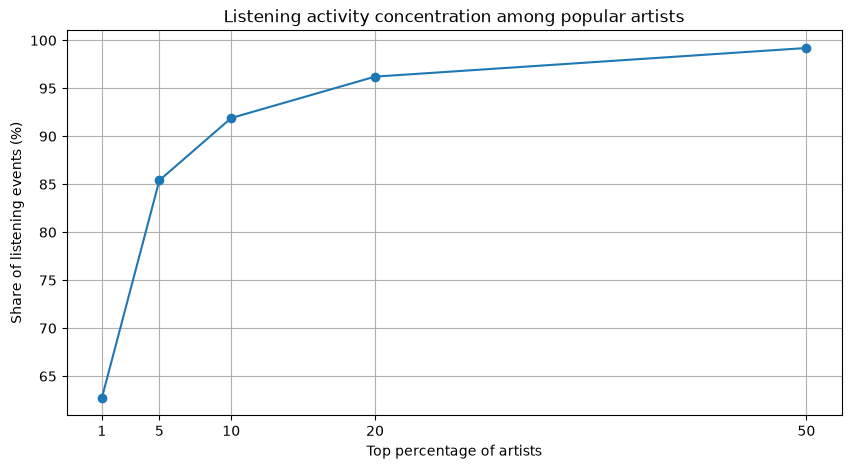 Listening activity concentration among popular artists
Share of listening events (%)
100
95
90
85
80
75
70
65
1 5 10 20 50
Top percentage of artists